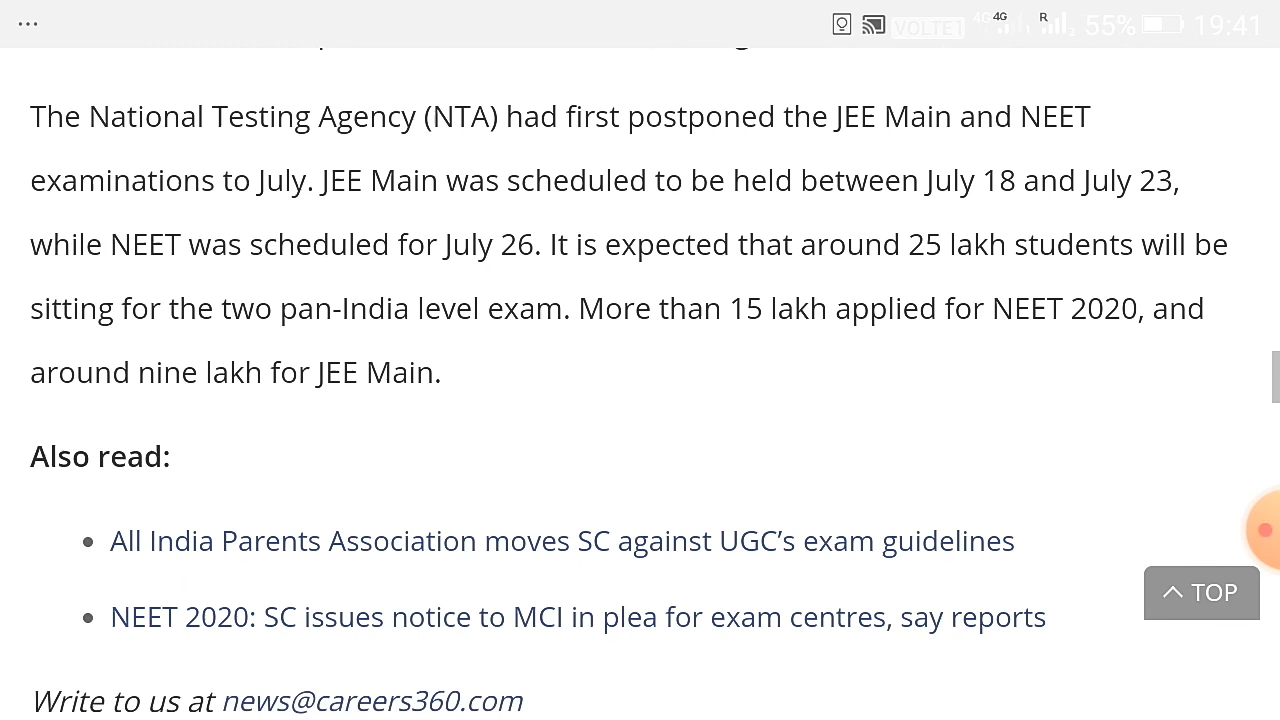 ... VOLTE1 4G 4G R 2 55% 19:41
The National Testing Agency (NTA) had first postponed the JEE Main and NEET
examinations to July. JEE Main was scheduled to be held between July 18 and July 23,
while NEET was scheduled for July 26. It is expected that around 25 lakh students will be
sitting for the two pan-India level exam. More than 15 lakh applied for NEET 2020, and
around nine lakh for JEE Main.
Also read:
• All India Parents Association moves SC against UGC’s exam guidelines
TOP
• NEET 2020: SC issues notice to MCI in plea for exam centres, say reports
Write to us at news@careers360.com